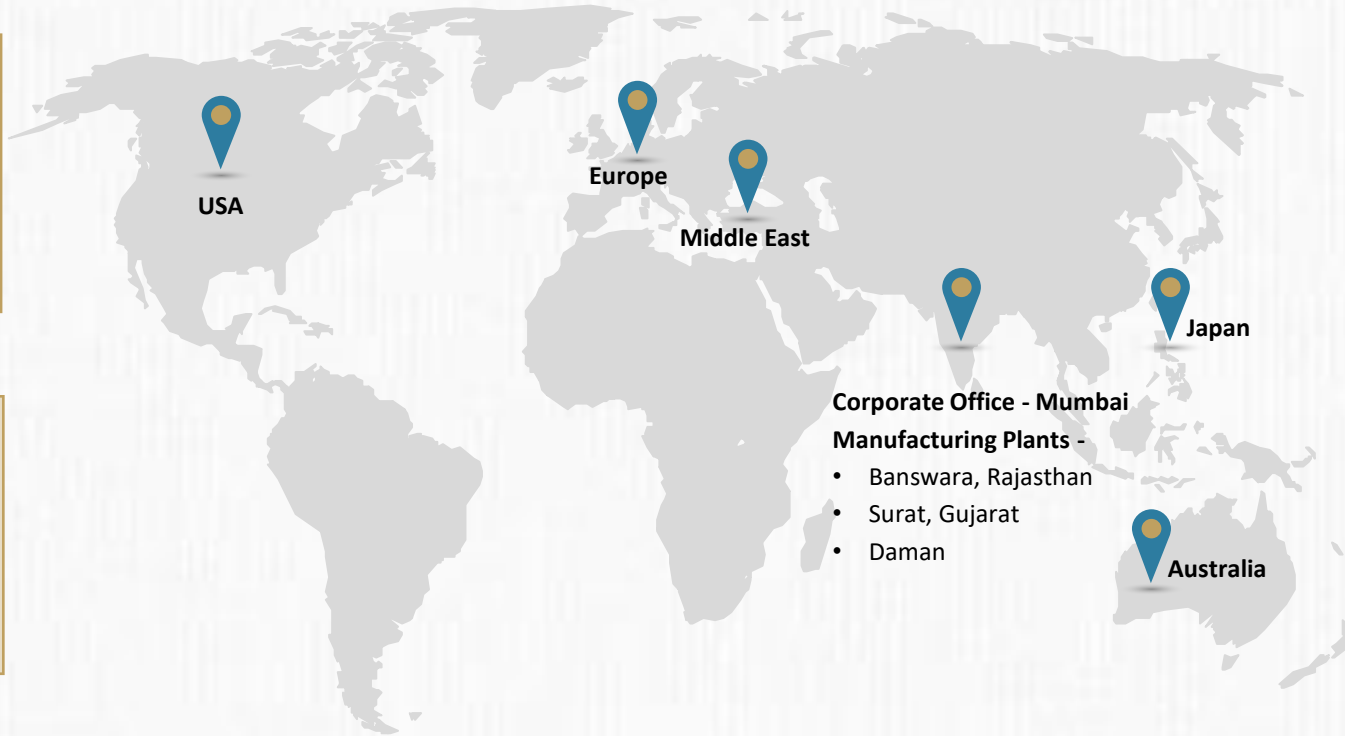 USA
Europe
Middle East
Japan
Corporate Office - Mumbai
Manufacturing Plants -
• Banswara, Rajasthan
• Surat, Gujarat
• Daman
Australia